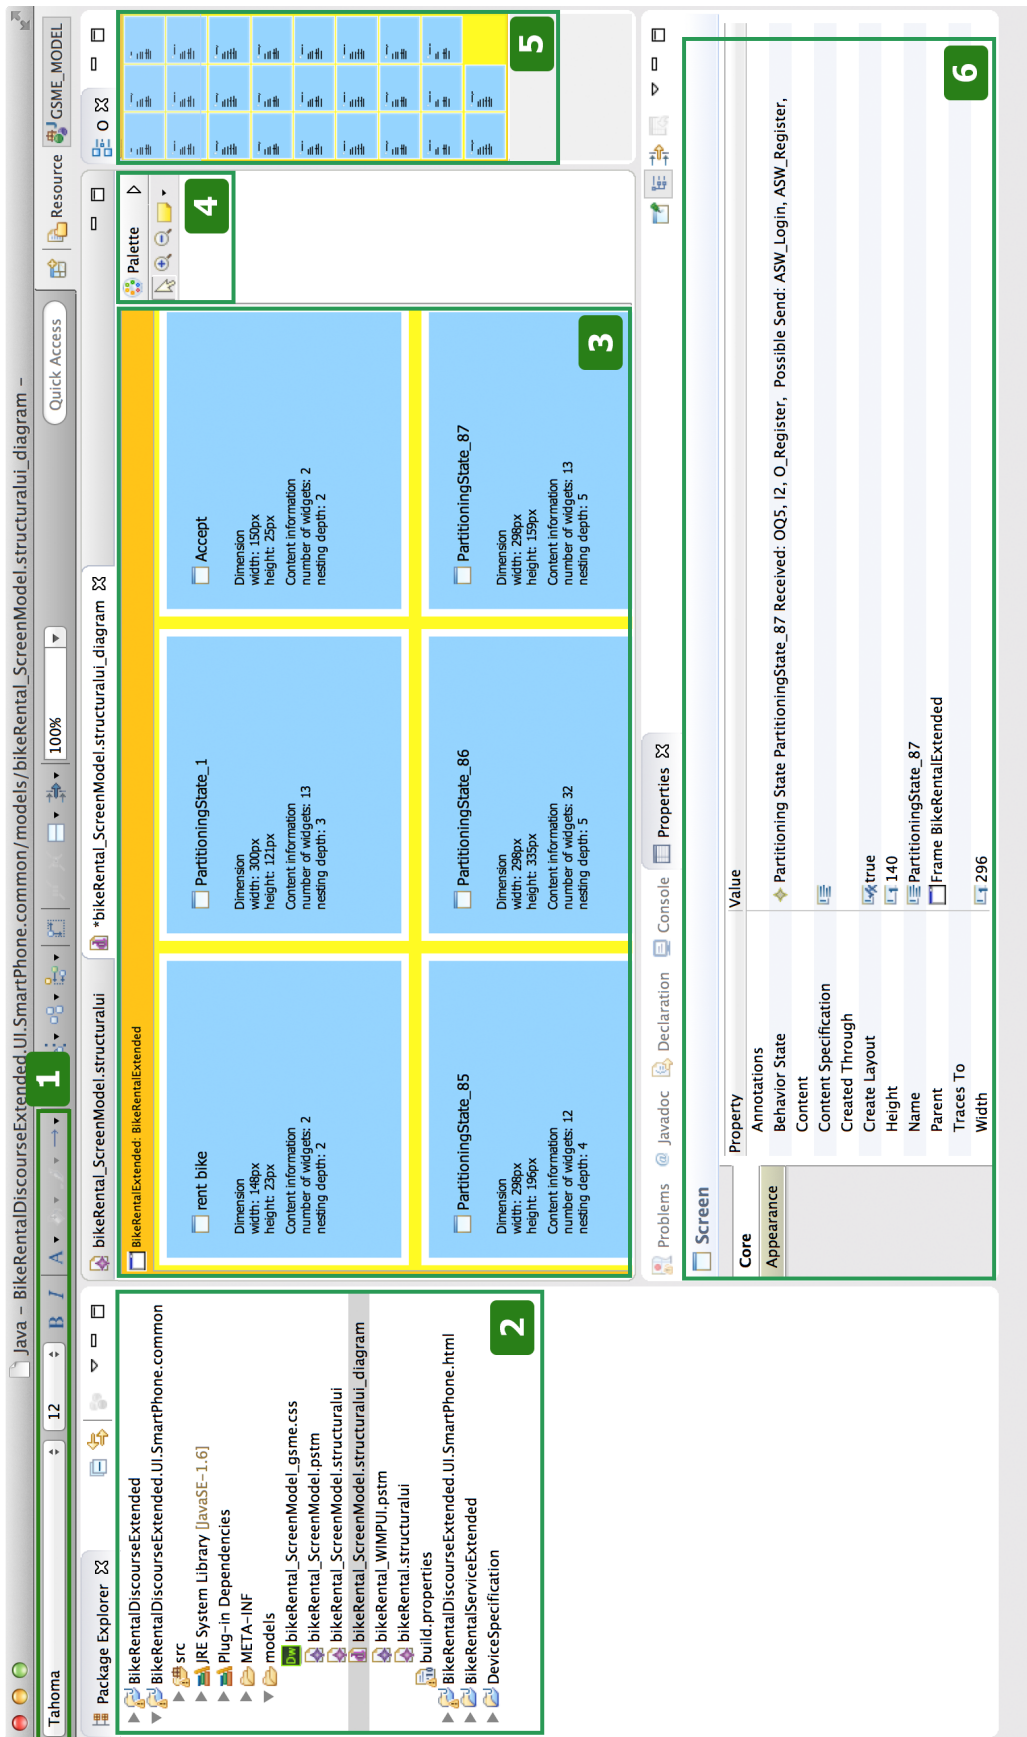 Java – BikeRentalDiscourseExtended.UI.SmartPhone.common/models/bikeRental_ScreenModel.structuralui_diagram –
Tahoma
12
B I A
1
100%
Quick Access
Resource
GSME_MODEL
Package Explorer
BikeRentalDiscourseExtended
BikeRentalDiscourseExtended.UI.SmartPhone.common
src
JRE System Library [JavaSE-1.6]
Plug-in Dependencies
META-INF
models
Dw bikeRental_ScreenModel_gsme.css
bikeRental_ScreenModel.pstm
bikeRental_ScreenModel.structuralui
bikeRental_ScreenModel.structuralui_diagram
bikeRental_WIMPUI.pstm
bikeRental.structuralui
build.properties
BikeRentalDiscourseExtended.UI.SmartPhone.html
BikeRentalServiceExtended
DeviceSpecification
2
bikeRental_ScreenModel.structuralui
*bikeRental_ScreenModel.structuralui_diagram
BikeRentalExtended: BikeRentalExtended
rent bike
Dimension
width: 148px
height: 23px
Content information
number of widgets: 2
nesting depth: 2
PartitioningState_1
Dimension
width: 300px
height: 121px
Content information
number of widgets: 13
nesting depth: 3
Accept
Dimension
width: 150px
height: 25px
Content information
number of widgets: 2
nesting depth: 2
PartitioningState_85
Dimension
width: 298px
height: 196px
Content information
number of widgets: 12
nesting depth: 4
PartitioningState_86
Dimension
width: 298px
height: 335px
Content information
number of widgets: 32
nesting depth: 5
PartitioningState_87
Dimension
width: 298px
height: 159px
Content information
number of widgets: 13
nesting depth: 5
3
Palette
4
O
5
Problems
@ Javadoc
Declaration
Console
Properties
Screen
Core
Appearance
Property Value
Annotations
Behavior State Partitioning State PartitioningState_87 Received: OQ5, I2, O_Register, Possible Send: ASW_Login, ASW_Register,
Content
Content Specification
Created Through
Create Layout true
Height 140
Name PartitioningState_87
Parent Frame BikeRentalExtended
Traces To
Width 296
6